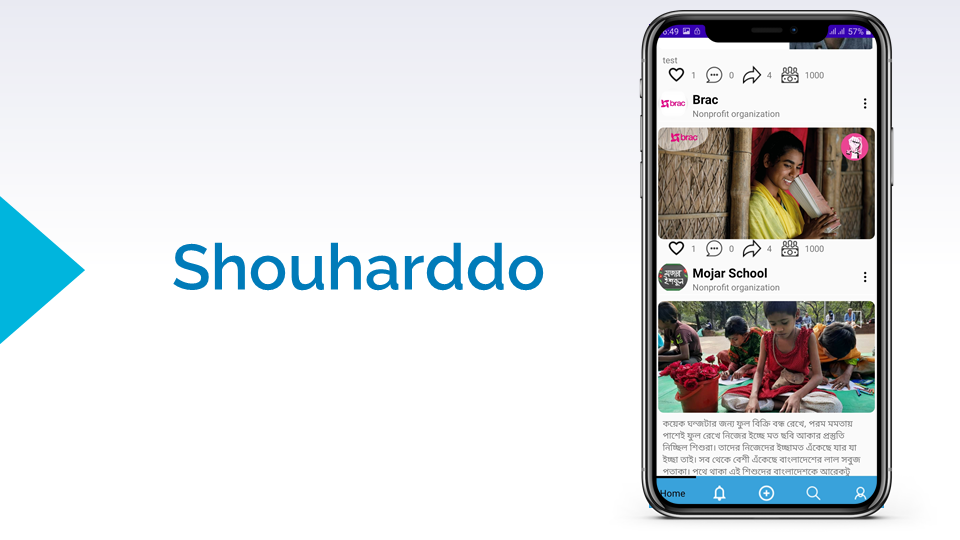 Shouharddo
6:49 57%
test
1 0 4 1000
brac Brac
Nonprofit organization
brac
1 0 4 1000
মজার ইশকুল Mojar School
Nonprofit organization
কয়েক ঘন্টার জন্য ফুল বিক্রি বন্ধ রেখে, পরম মমতায়
পাশেই ফুল রেখে নিজের ইচ্ছে মত ছবি আকার প্রস্তুতি
নিচ্ছিল শিশুরা। তাদের নিজেদের ইচ্ছামত এঁকেছে যার যা
ইচ্ছা তাই। সব থেকে বেশী এঁকেছে বাংলাদেশের লাল সবুজ
পতাকা। পথে থাকা এই শিশুদের বাংলাদেশকে আরেকটু
Home